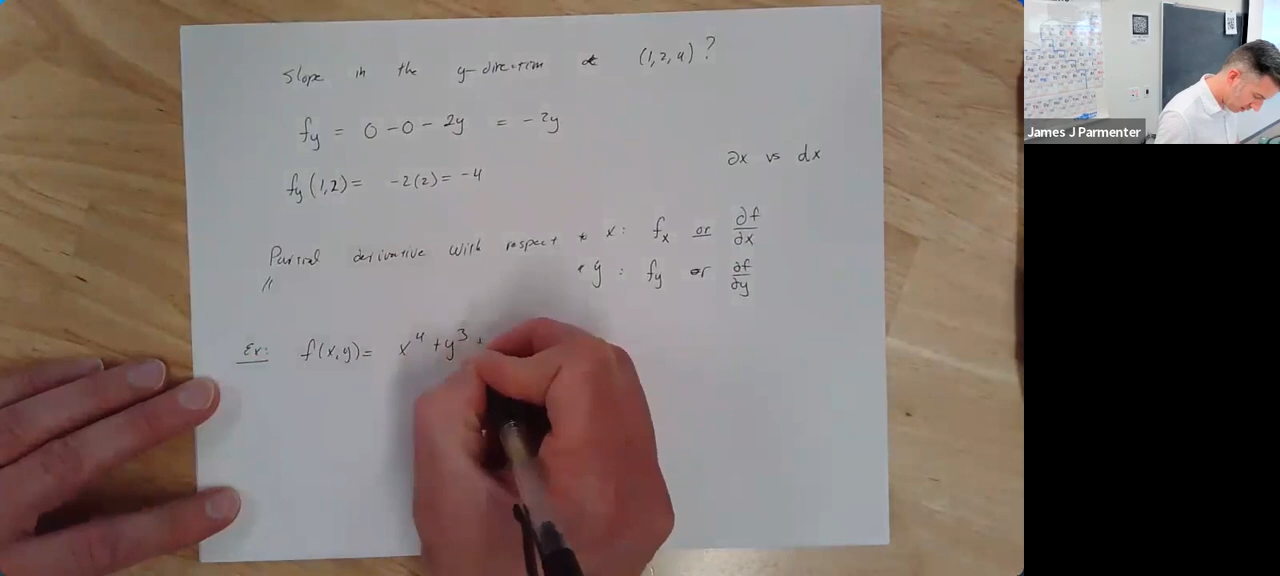 Slope in the y-direction at (1,2,4)?
fy = 0 - 0 - 2y = -2y
∂x vs dx
fy(1,2) = -2(2) = -4
Partial derivative with respect to x: fx or ∂f/∂x
" y: fy or ∂f/∂y
Ex: f(x,y) = x⁴ + y³ +
James J Parmenter